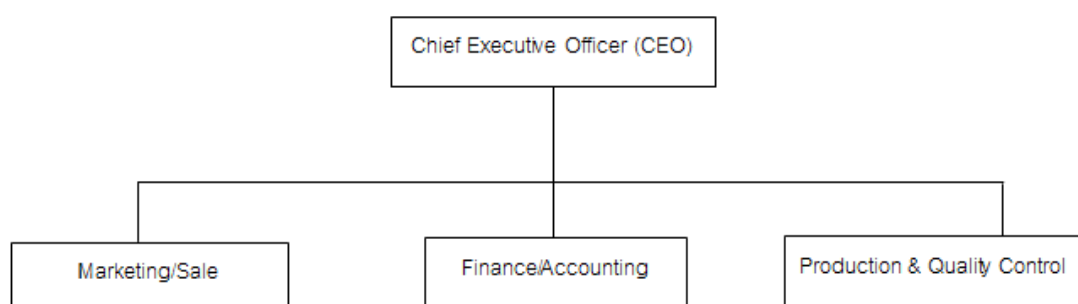 Chief Executive Officer (CEO)
Marketing/Sale
Finance/Accounting
Production & Quality Control